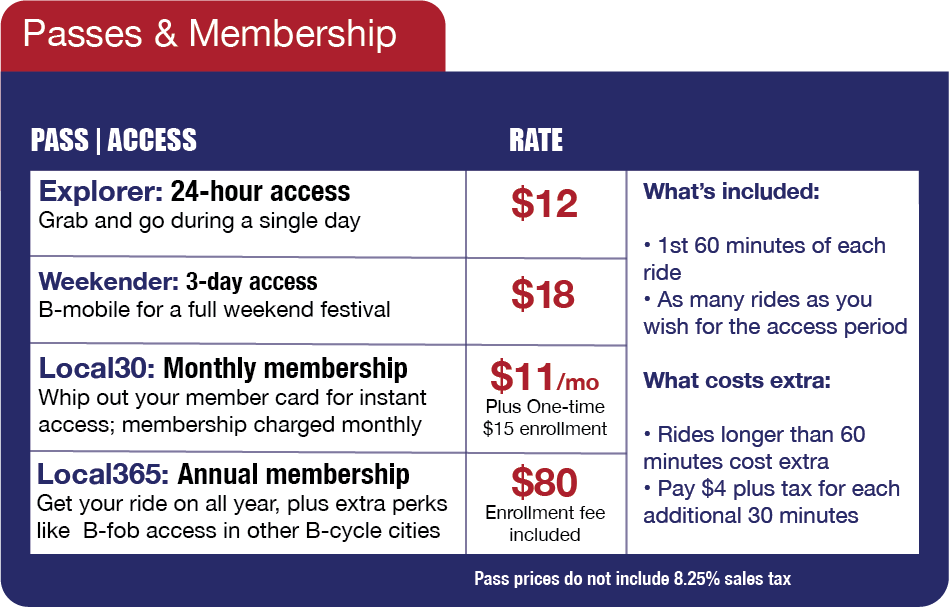 Passes & Membership
PASS | ACCESS
RATE
Explorer: 24-hour access
Grab and go during a single day
$12
Weekender: 3-day access
B-mobile for a full weekend festival
$18
Local30: Monthly membership
Whip out your member card for instant
access; membership charged monthly
$11/mo
Plus One-time
$15 enrollment
Local365: Annual membership
Get your ride on all year, plus extra perks
like B-fob access in other B-cycle cities
$80
Enrollment fee
included
What’s included:
• 1st 60 minutes of each
ride
• As many rides as you
wish for the access period
What costs extra:
• Rides longer than 60
minutes cost extra
• Pay $4 plus tax for each
additional 30 minutes
Pass prices do not include 8.25% sales tax